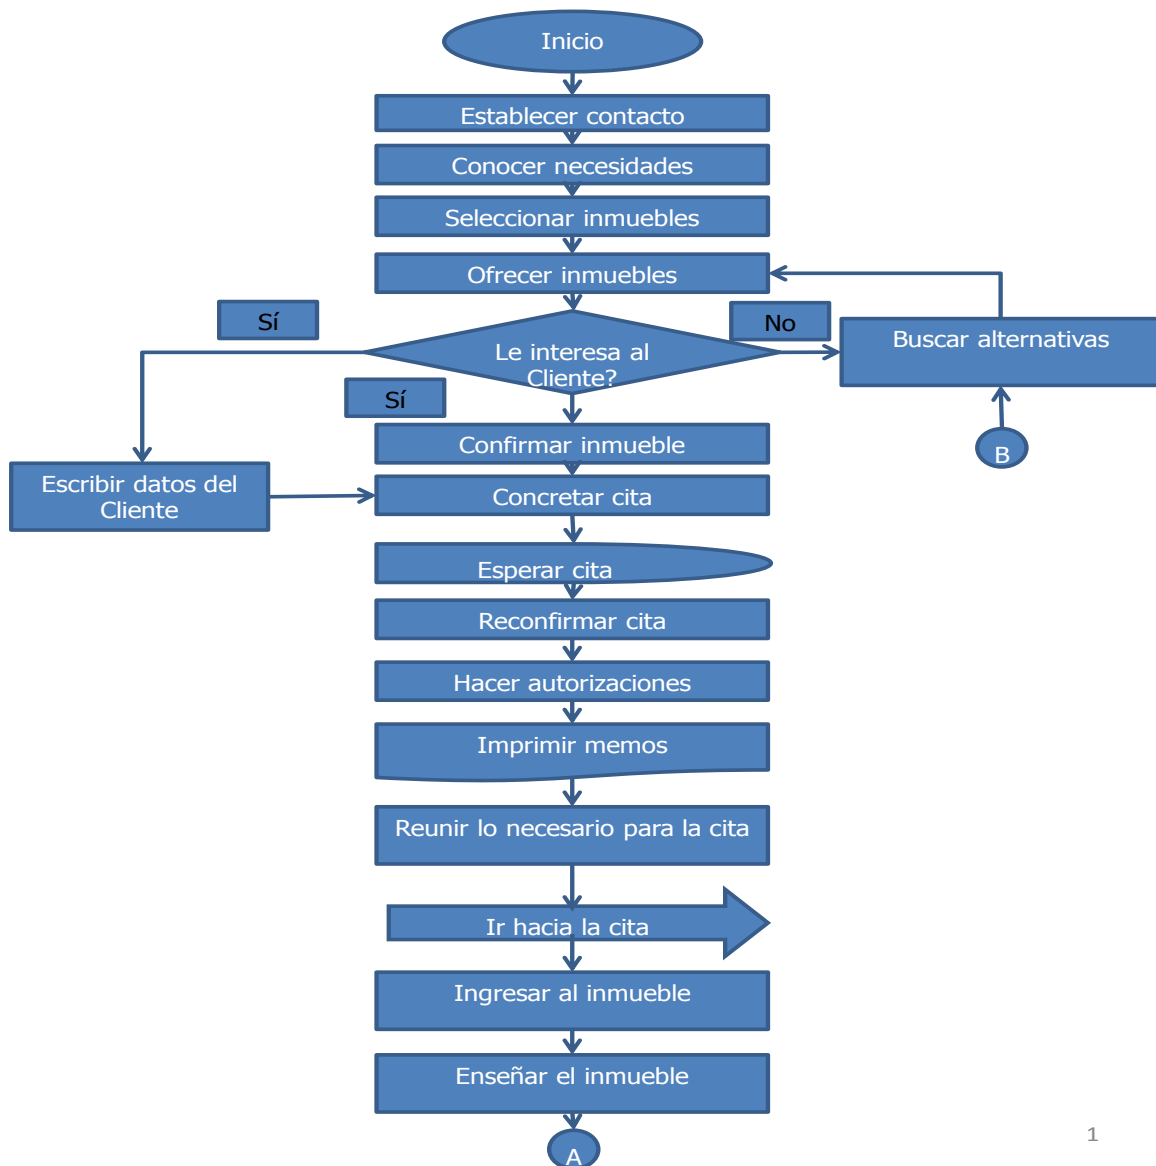 Inicio
Establecer contacto
Conocer necesidades
Seleccionar inmuebles
Ofrecer inmuebles
Sí
No
Buscar alternativas
Le interesa al
Cliente?
Sí
Confirmar inmueble
B
Escribir datos del
Cliente
Concretar cita
Esperar cita
Reconfirmar cita
Hacer autorizaciones
Imprimir memos
Reunir lo necesario para la cita
Ir hacia la cita
Ingresar al inmueble
Enseñar el inmueble
A
1